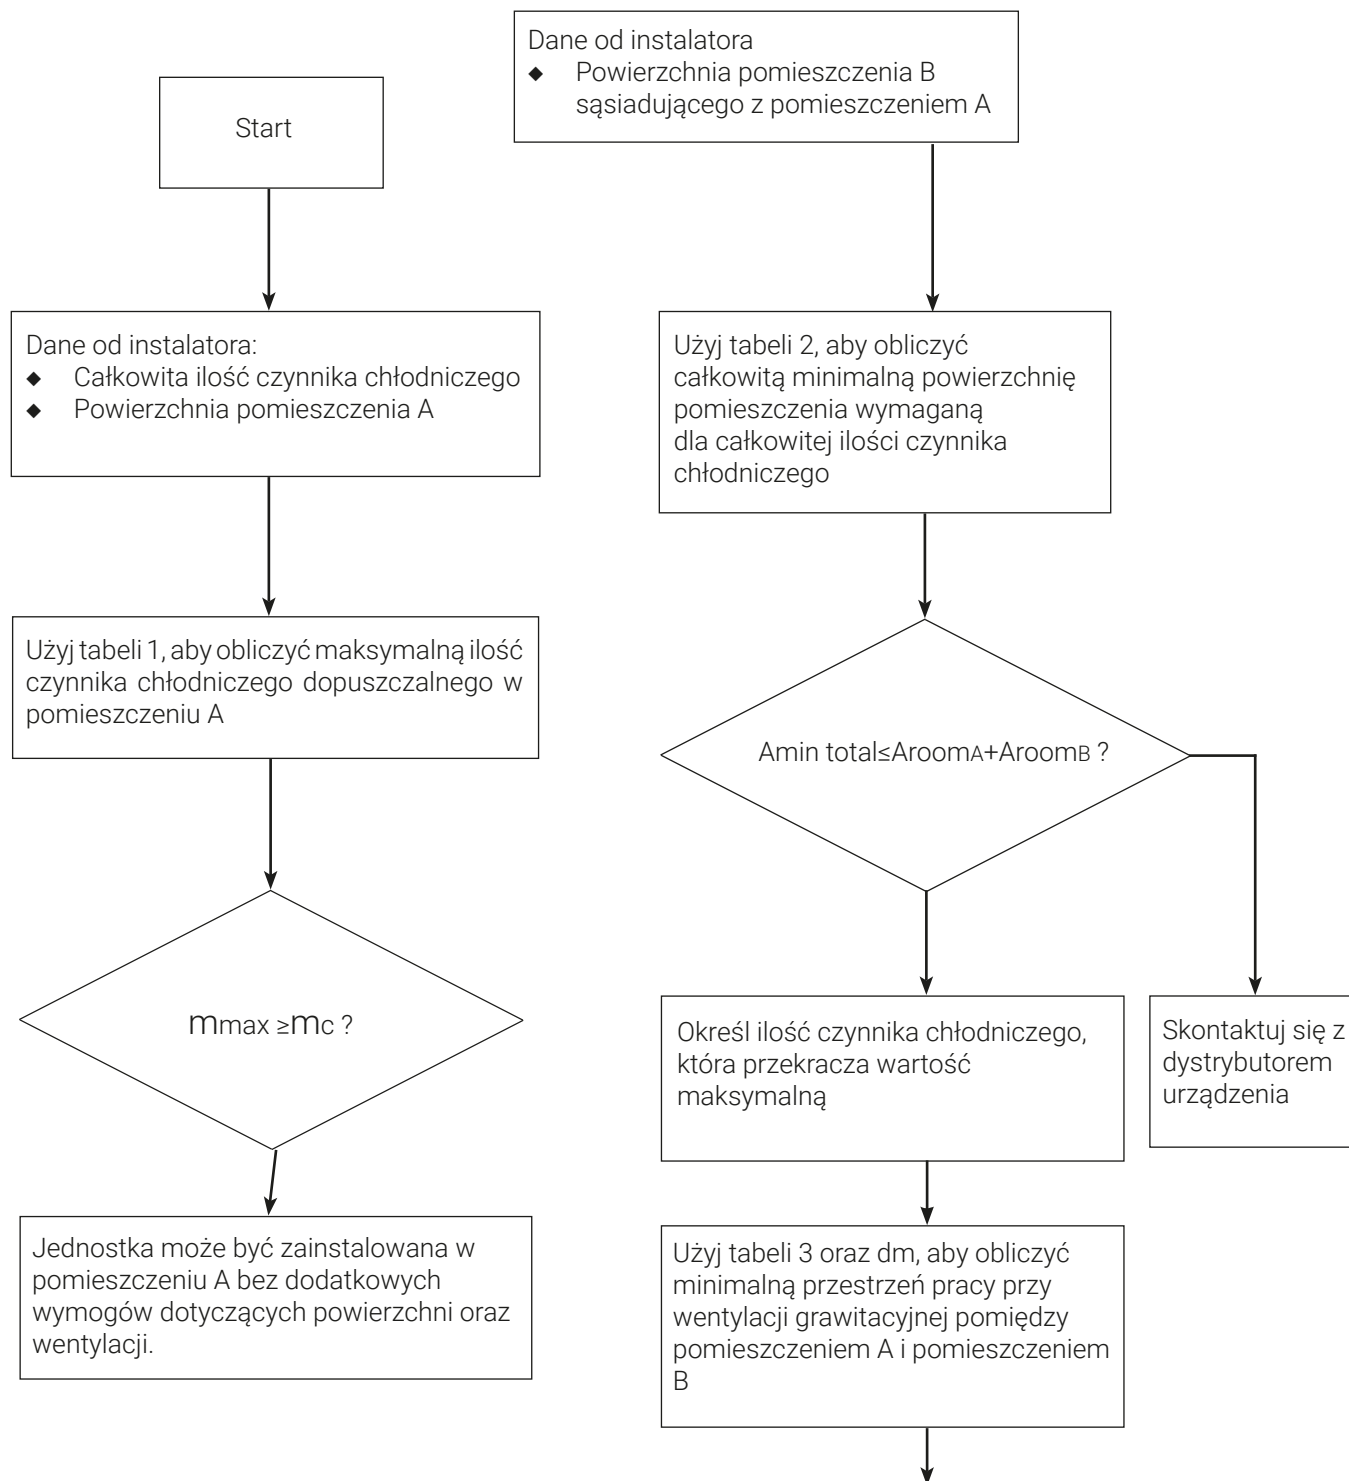 Start
Dane od instalatora:
◆ Całkowita ilość czynnika chłodniczego
◆ Powierzchnia pomieszczenia A
Użyj tabeli 1, aby obliczyć maksymalną ilość
czynnika chłodniczego dopuszczalnego w
pomieszczeniu A
mmax ≥mc ?
Jednostka może być zainstalowana w
pomieszczeniu A bez dodatkowych
wymogów dotyczących powierzchni oraz
wentylacji.
Dane od instalatora
◆ Powierzchnia pomieszczenia B
sąsiadującego z pomieszczeniem A
Użyj tabeli 2, aby obliczyć
całkowitą minimalną powierzchnię
pomieszczenia wymaganą
dla całkowitej ilości czynnika
chłodniczego
Amin total≤AroomA+AroomB ?
Określ ilość czynnika chłodniczego,
która przekracza wartość
maksymalną
Skontaktuj się z
dystrybutorem
urządzenia
Użyj tabeli 3 oraz dm, aby obliczyć
minimalną przestrzeń pracy przy
wentylacji grawitacyjnej pomiędzy
pomieszczeniem A i pomieszczeniem
B